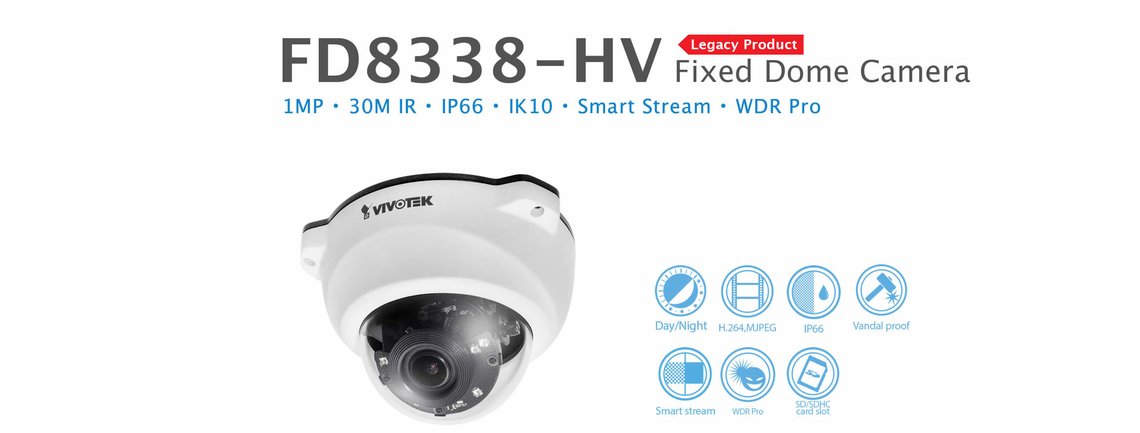 FD8338-HV
Legacy Product
Fixed Dome Camera
1MP • 30M IR • IP66 • IK10 • Smart Stream • WDR Pro
VIVOTEK
Day/Night
H.264,MJPEG
IP66
Vandal proof
Smart stream
WDR Pro
SD/SDHC
card slot